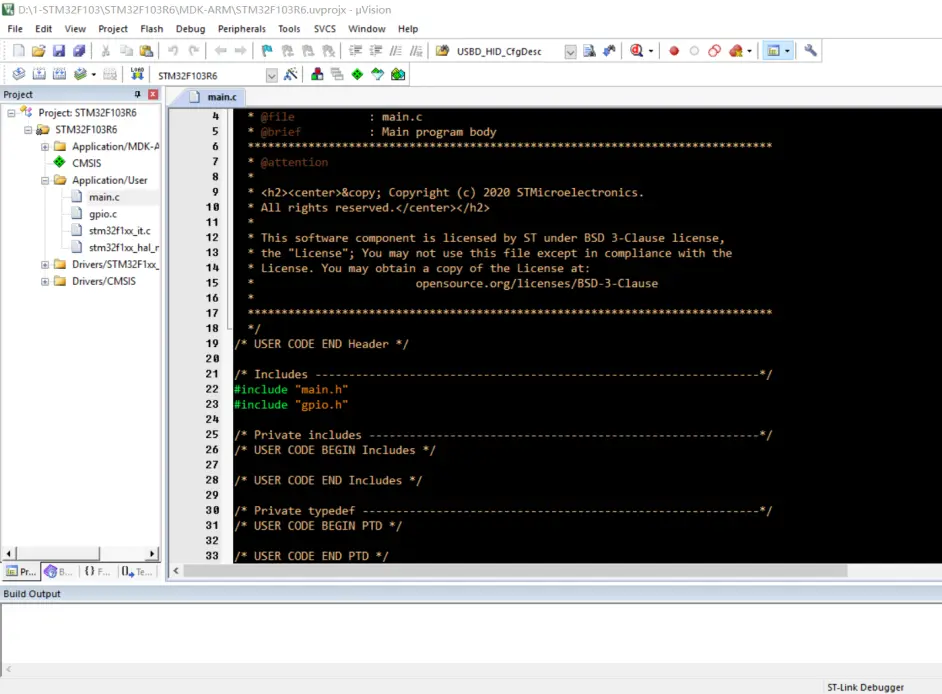 D:\1-STM32F103\STM32F103R6\MDK-ARM\STM32F103R6.uvprojx - µVision
File Edit View Project Flash Debug Peripherals Tools SVCS Window Help
USBD_HID_CfgDesc
LOAD STM32F103R6
Project
main.c
Project: STM32F103R6
STM32F103R6
Application/MDK-A
CMSIS
Application/User
main.c
gpio.c
stm32f1xx_it.c
stm32f1xx_hal_r
Drivers/STM32F1xx_
Drivers/CMSIS
4 * @file : main.c
5 * @brief : Main program body
6 ******************************************************************************
7 * @attention
8 *
9 * <h2><center>&copy; Copyright (c) 2020 STMicroelectronics.
10 * All rights reserved.</center></h2>
11 *
12 * This software component is licensed by ST under BSD 3-Clause license,
13 * the "License"; You may not use this file except in compliance with the
14 * License. You may obtain a copy of the License at:
15 * opensource.org/licenses/BSD-3-Clause
16 *
17 ******************************************************************************
18 */
19 /* USER CODE END Header */
20
21 /* Includes ------------------------------------------------------------------*/
22 #include "main.h"
23 #include "gpio.h"
24
25 /* Private includes ----------------------------------------------------------*/
26 /* USER CODE BEGIN Includes */
27
28 /* USER CODE END Includes */
29
30 /* Private typedef -----------------------------------------------------------*/
31 /* USER CODE BEGIN PTD */
32
33 /* USER CODE END PTD */
Pr... B... {} F... 0 Te...
Build Output
ST-Link Debugger